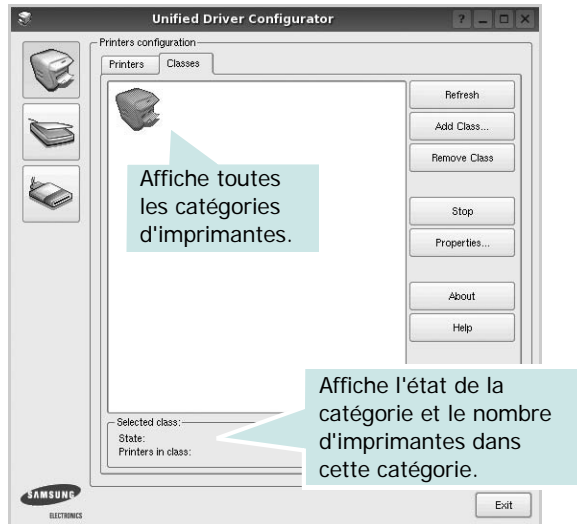 Unified Driver Configurator
Printers configuration
Printers Classes
Refresh
Add Class...
Remove Class
Affiche toutes
les catégories
d'imprimantes.
Stop
Properties...
About
Help
Affiche l'état de la
catégorie et le nombre
d'imprimantes dans
cette catégorie.
Selected class:
State:
Printers in class:
SAMSUNG
ELECTRONICS
Exit